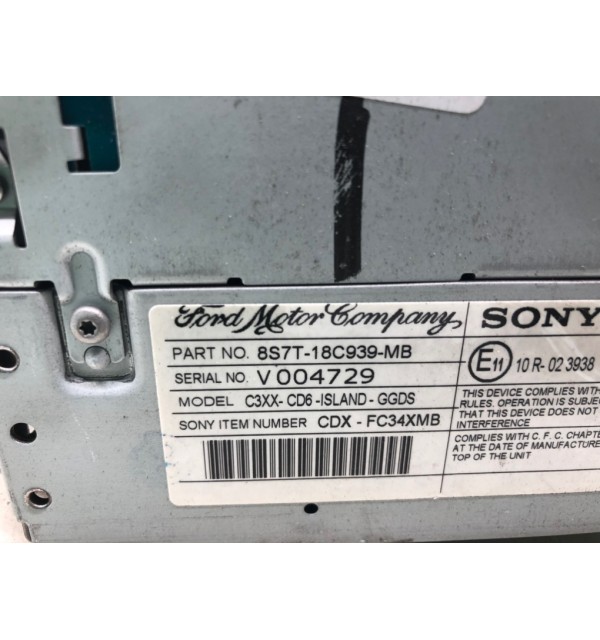 Ford Motor Company
SONY
PART NO. 8S7T-18C939-MB
SERIAL NO. V004729
MODEL C3XX- CD6 -ISLAND - GGDS
SONY ITEM NUMBER CDX - FC34XMB
E11 10 R- 02 3938
THIS DEVICE COMPLIES WITH
RULES. OPERATION IS SUBJEC
THAT THIS DEVICE DOES NOT
INTERFERENCE
COMPLIES WITH C. F. C. CHAPTE
AT THE DATE OF MANUFACTURE
TOP OF THE UNIT